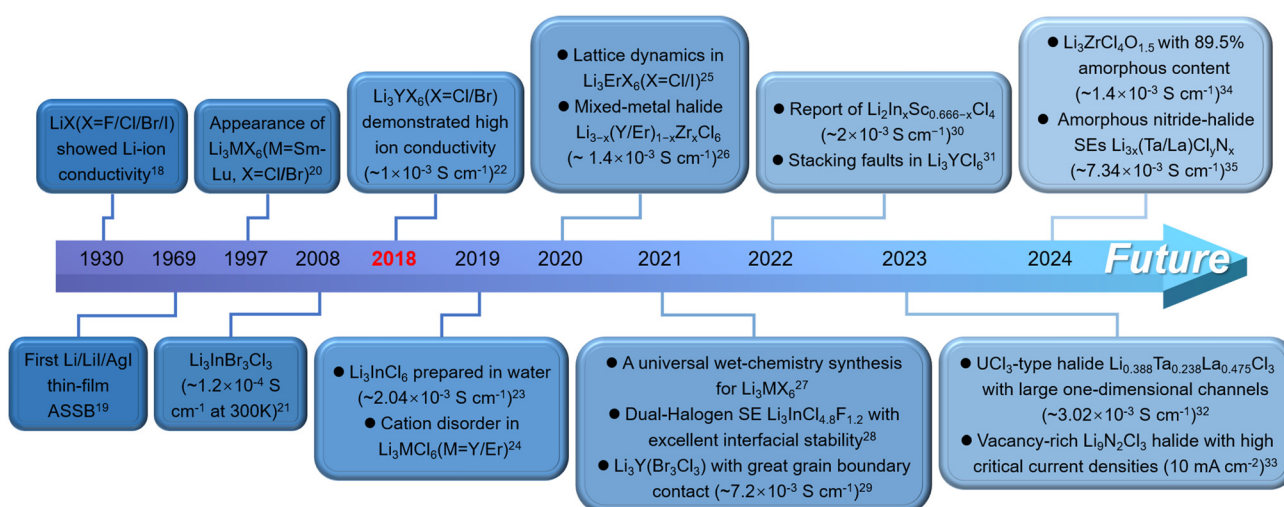 LiX(X=F/Cl/Br/I)
showed Li-ion
conductivity¹⁸
Appearance of
Li₃MX₆(M=Sm-
Lu, X=Cl/Br)²⁰
Li₃YX₆(X=Cl/Br)
demonstrated high
ion conductivity
(~1×10⁻³ S cm⁻¹)²²
● Lattice dynamics in
Li₃ErX₆(X=Cl/I)²⁵
● Mixed-metal halide
Li₃₋ₓ(Y/Er)₁₋ₓZrₓCl₆
(~ 1.4×10⁻³ S cm⁻¹)²⁶
● Report of Li₂InₓSc₀.₆₆₆₋ₓCl₄
(~2×10⁻³ S cm⁻¹)³⁰
● Stacking faults in Li₃YCl₆³¹
● Li₃ZrCl₄O₁.₅ with 89.5%
amorphous content
(~1.4×10⁻³ S cm⁻¹)³⁴
● Amorphous nitride-halide
SEs Li₃ₓ(Ta/La)ClᵧNₓ
(~7.34×10⁻³ S cm⁻¹)³⁵
1930 1969 1997 2008 2018 2019 2020 2021 2022 2023 2024 Future
First Li/LiI/AgI
thin-film
ASSB¹⁹
Li₃InBr₃Cl₃
(~1.2×10⁻⁴ S
cm⁻¹ at 300K)²¹
● Li₃InCl₆ prepared in water
(~2.04×10⁻³ S cm⁻¹)²³
● Cation disorder in
Li₃MCl₆(M=Y/Er)²⁴
● A universal wet-chemistry synthesis
for Li₃MX₆²⁷
● Dual-Halogen SE Li₃InCl₄.₈F₁.₂ with
excellent interfacial stability²⁸
● Li₃Y(Br₃Cl₃) with great grain boundary
contact (~7.2×10⁻³ S cm⁻¹)²⁹
● UCl₃-type halide Li₀.₃₈₈Ta₀.₂₃₈La₀.₄₇₅Cl₃
with large one-dimensional channels
(~3.02×10⁻³ S cm⁻¹)³²
● Vacancy-rich Li₉N₂Cl₃ halide with high
critical current densities (10 mA cm⁻²)³³